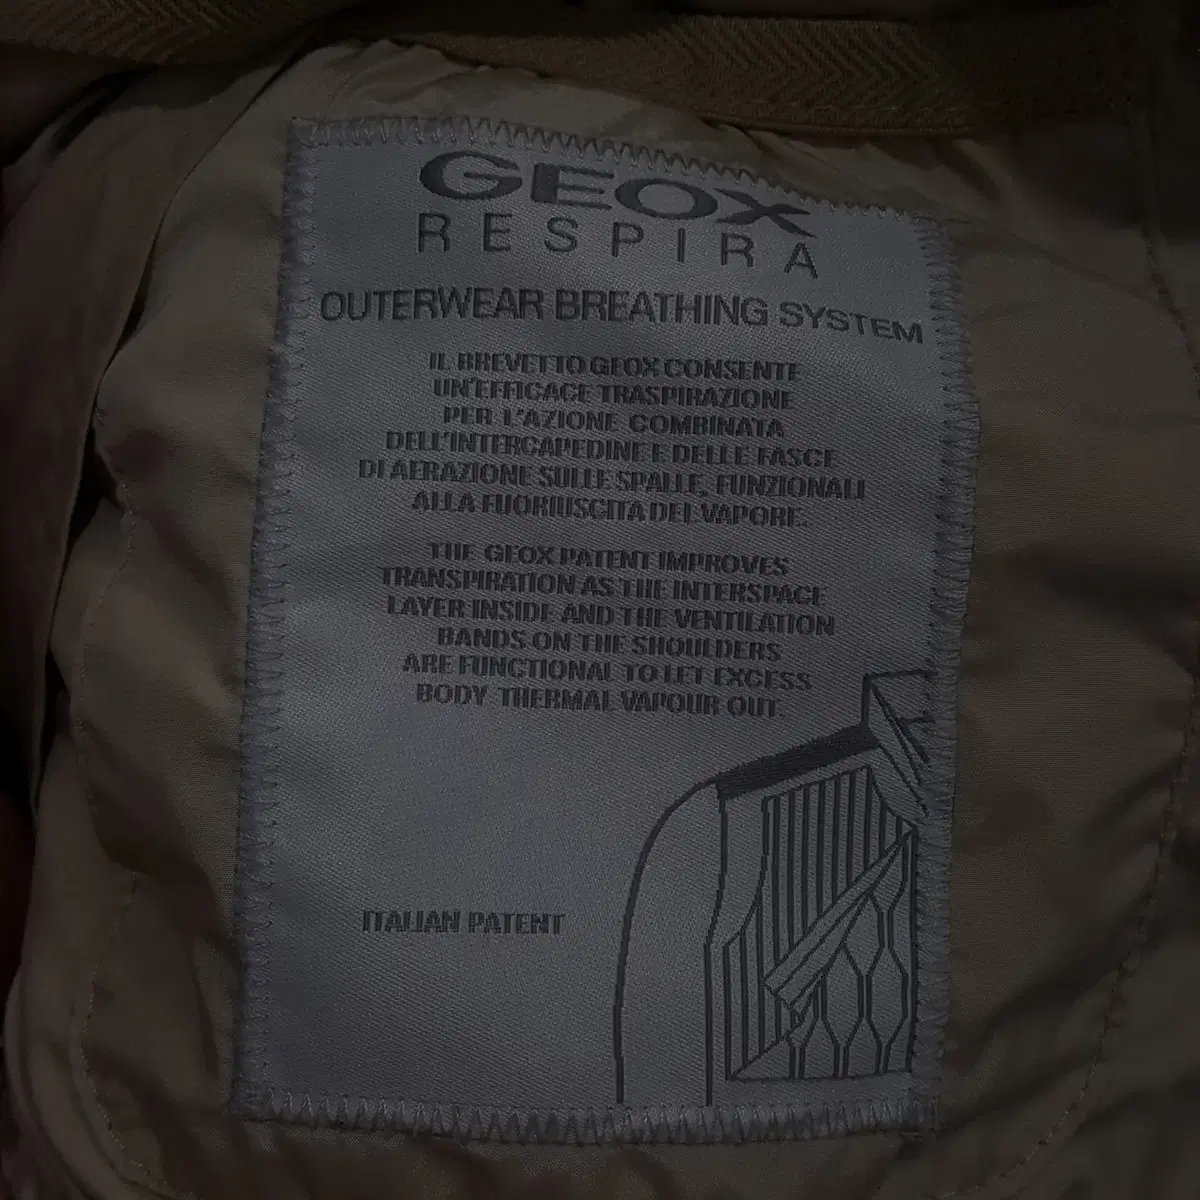 GEOX
RESPIRA
OUTERWEAR BREATHING SYSTEM
IL BREVETTO GEOX CONSENTE
UN'EFFICACE TRASPIRAZIONE
PER L'AZIONE COMBINATA
DELL'INTERCAPEDINE E DELLE FASCE
DI AERAZIONE SULLE SPALLE, FUNZIONALI
ALLA FUORIUSCITA DEL VAPORE.
THE GEOX PATENT IMPROVES
TRANSPIRATION AS THE INTERSPACE
LAYER INSIDE AND THE VENTILATION
BANDS ON THE SHOULDERS
ARE FUNCTIONAL TO LET EXCESS
BODY THERMAL VAPOUR OUT.
ITALIAN PATENT